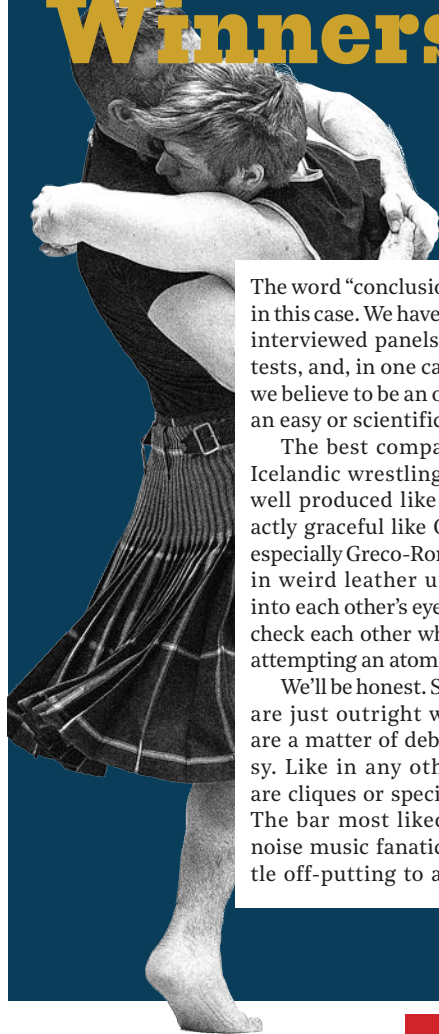 Winners
The word “conclusio
in this case. We have
interviewed panels
tests, and, in one ca
we believe to be an o
an easy or scientific
The best compa
Icelandic wrestling
well produced like
actly graceful like
especially Greco-Ror
in weird leather u
into each other’s eye
check each other wh
attempting an atom
We’ll be honest. S
are just outright w
are a matter of deb
sy. Like in any oth
are cliques or speci
The bar most liked
noise music fanatic
tle off-putting to a